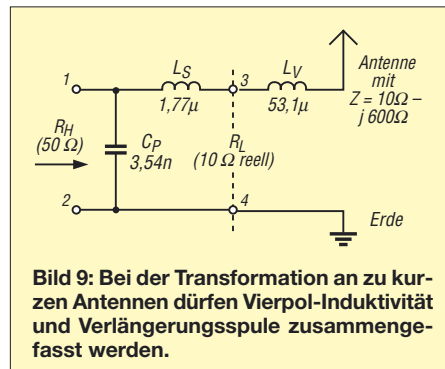 1
R_H
(50 Ω)
2
L_S
1,77µ
C_P
3,54n
3
R_L
(10 Ω reell)
4
L_V
53,1µ
Antenne
mit
Z = 10Ω –
j 600Ω
Erde
Bild 9: Bei der Transformation an zu kur-
zen Antennen dürfen Vierpol-Induktivität
und Verlängerungsspule zusammenge-
fasst werden.